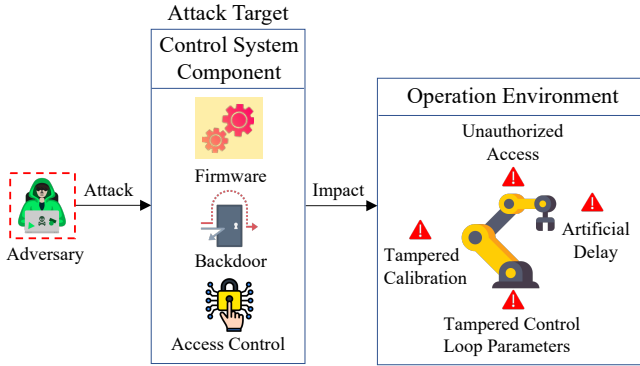 Attack Target
Control System
Component
Firmware
Backdoor
Access Control
Adversary
Attack
Impact
Operation Environment
Unauthorized
Access
Tampered
Calibration
Artificial
Delay
Tampered Control
Loop Parameters